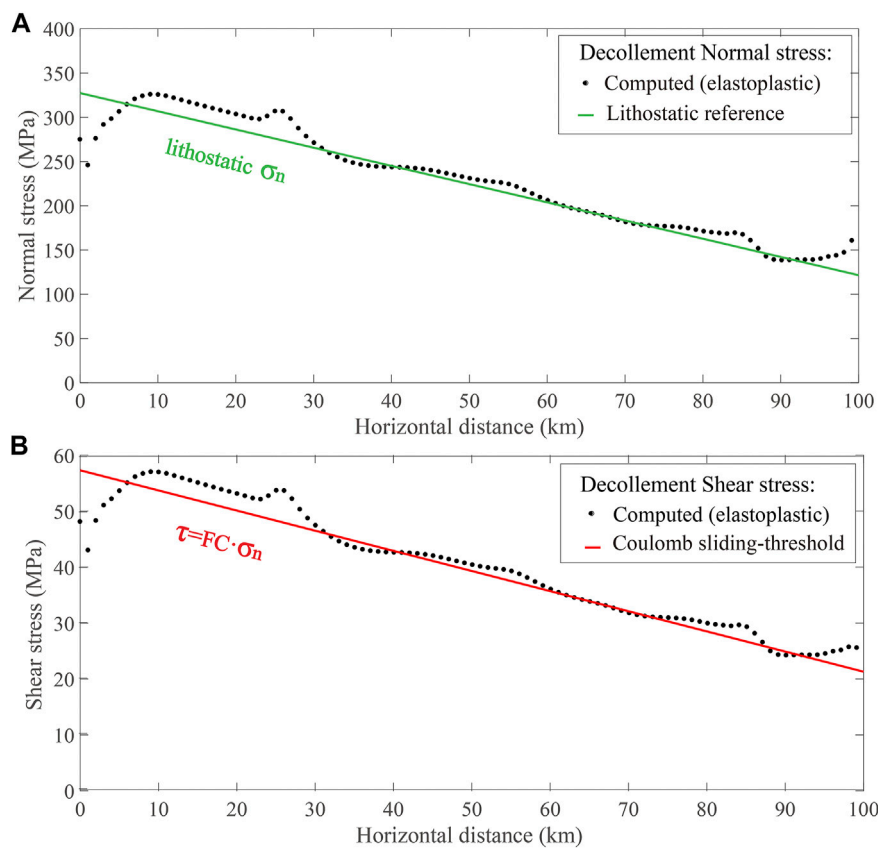 A
400
350
300
250
200
150
100
50
0
Normal stress (MPa)
Decollement Normal stress:
Computed (elastoplastic)
Lithostatic reference
lithostatic σn
0 10 20 30 40 50 60 70 80 90 100
Horizontal distance (km)
B
60
50
40
30
20
10
0
Shear stress (MPa)
Decollement Shear stress:
Computed (elastoplastic)
Coulomb sliding-threshold
τ=FC·σn
0 10 20 30 40 50 60 70 80 90 100
Horizontal distance (km)